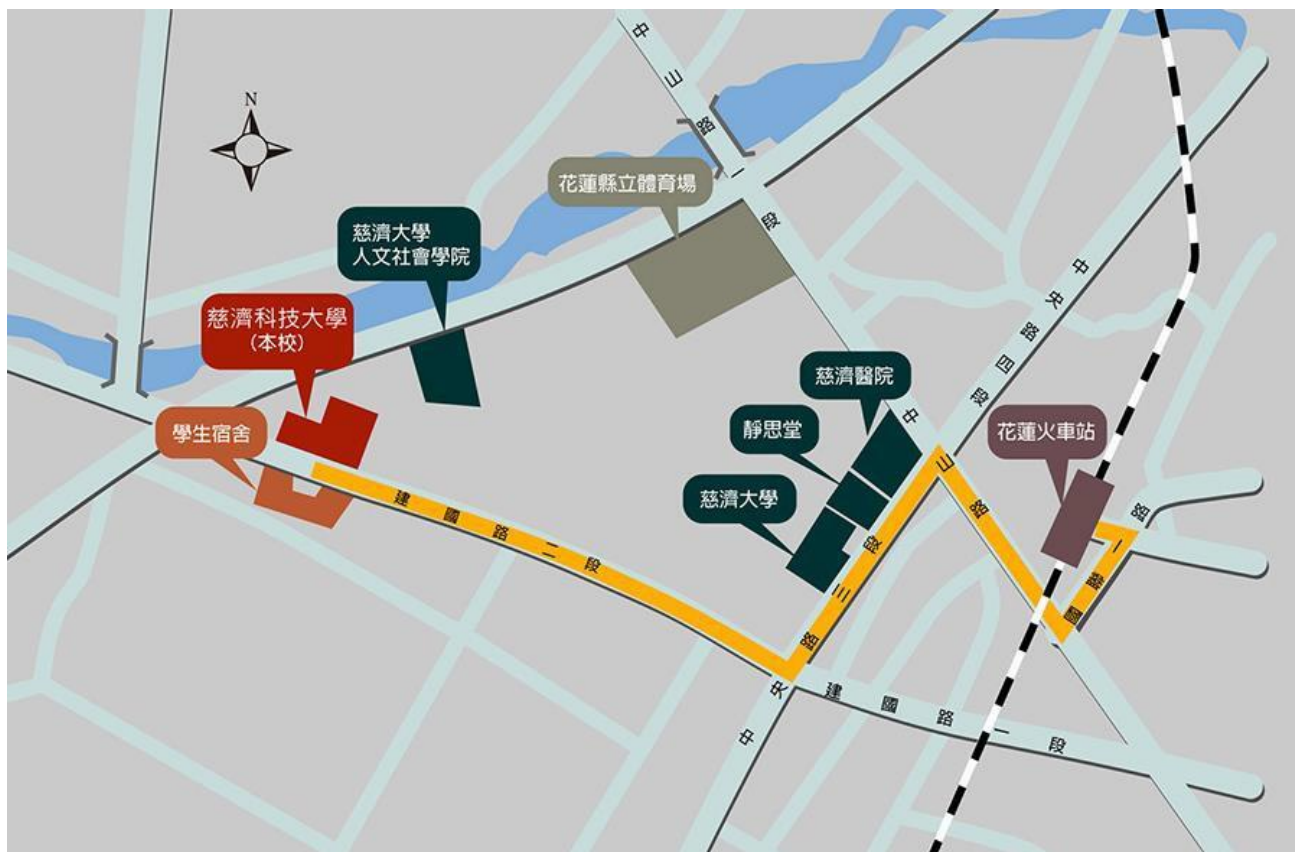 N
中山路一段
花蓮縣立體育場
慈濟大學
人文社會學院
慈濟科技大學
(本校)
學生宿舍
中央路四段
慈濟醫院
靜思堂
慈濟大學
花蓮火車站
中山路
國聯一路
建國路二段
中央路三段
建國路一段